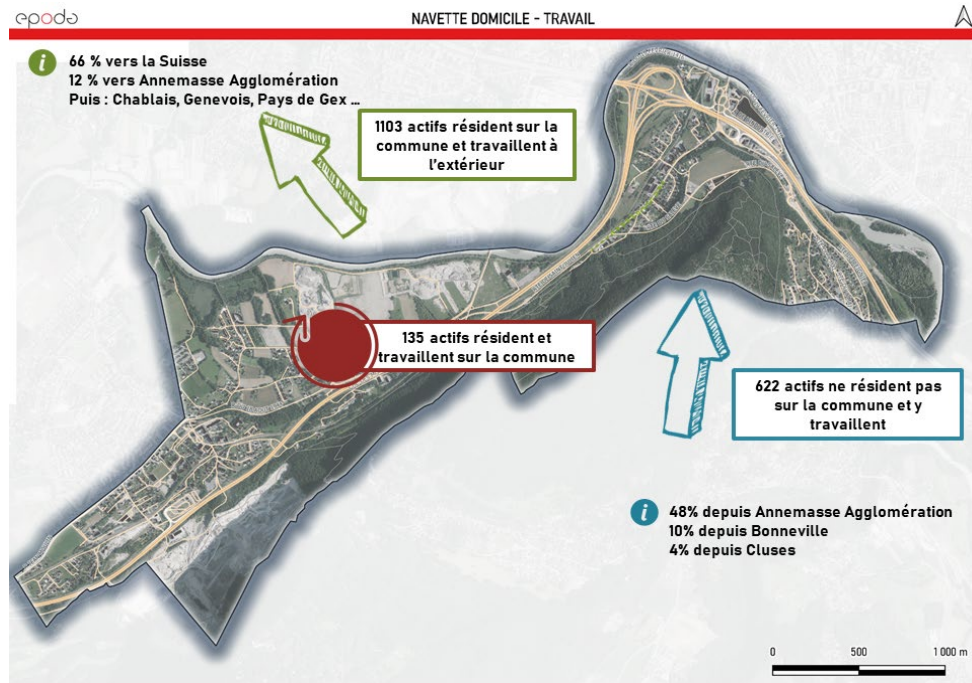 epode
NAVETTE DOMICILE - TRAVAIL
i
66 % vers la Suisse
12 % vers Annemasse Agglomération
Puis : Chablais, Genevois, Pays de Gex ...
1103 actifs résident sur la
commune et travaillent à
l'extérieur
135 actifs résident et
travaillent sur la commune
622 actifs ne résident pas
sur la commune et y
travaillent
i
48% depuis Annemasse Agglomération
10% depuis Bonneville
4% depuis Cluses
0 500 1 000 m